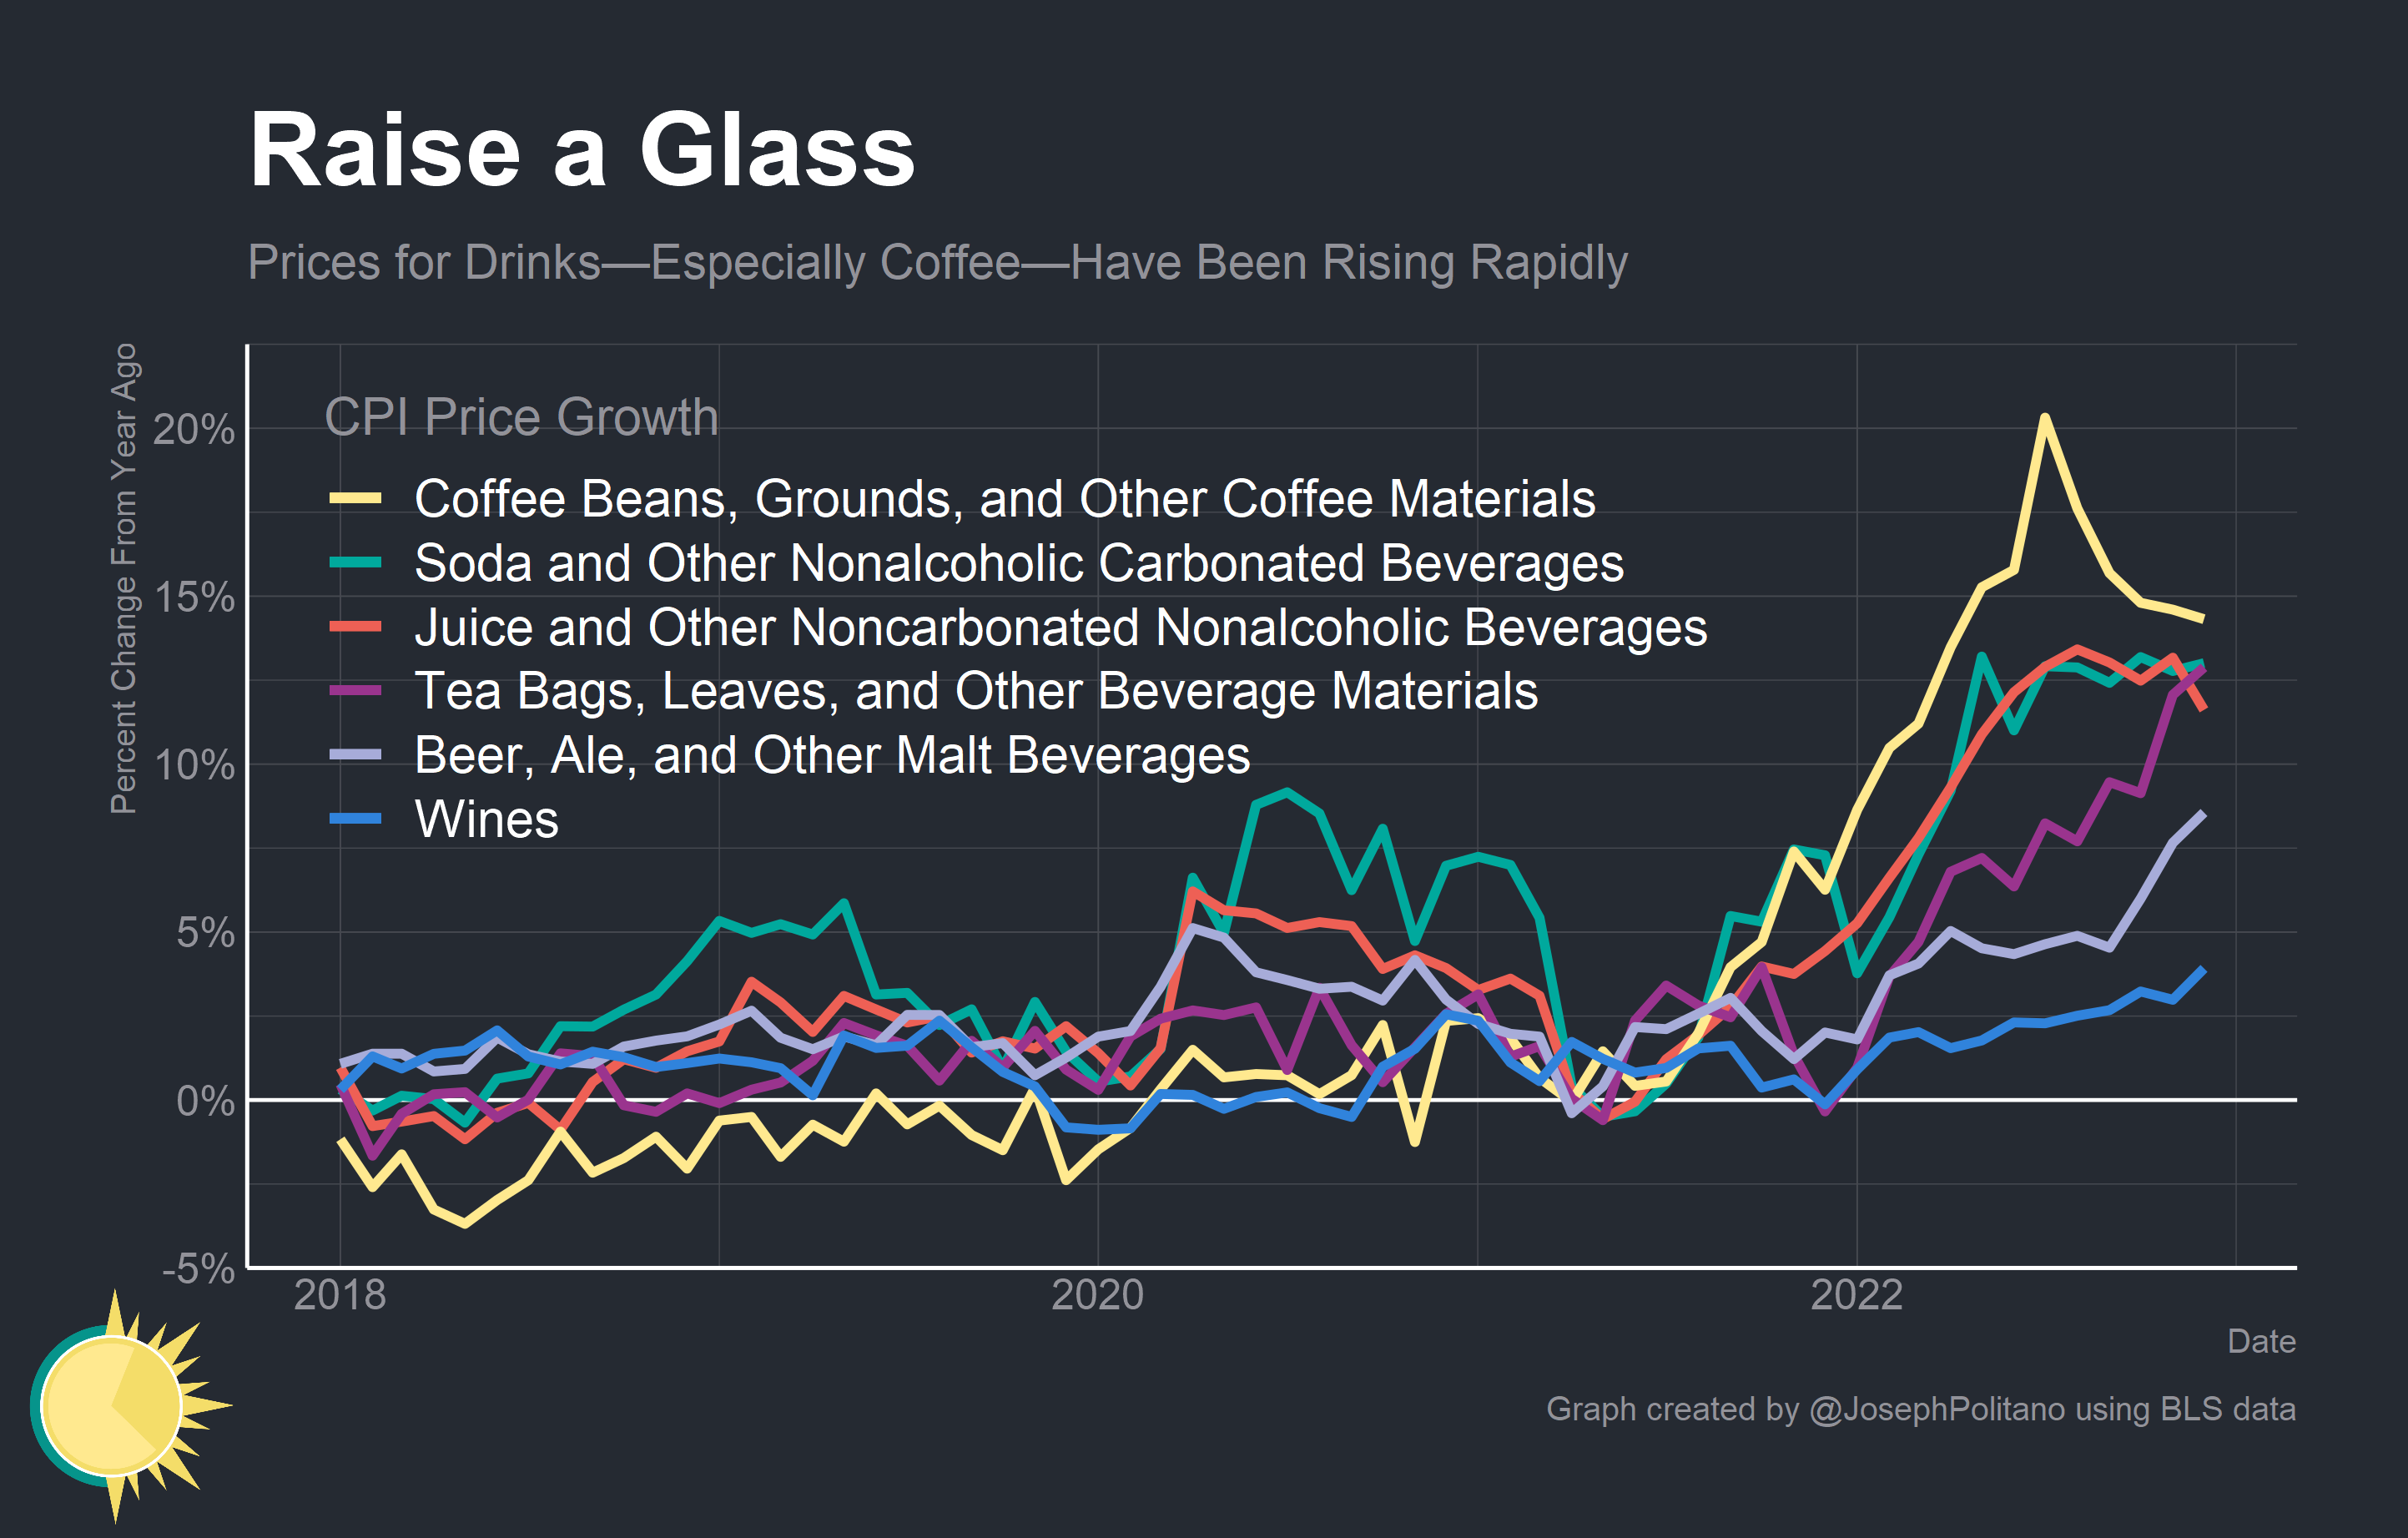 Raise a Glass
Prices for Drinks—Especially Coffee—Have Been Rising Rapidly
Percent Change From Year Ago
CPI Price Growth
Coffee Beans, Grounds, and Other Coffee Materials
Soda and Other Nonalcoholic Carbonated Beverages
Juice and Other Noncarbonated Nonalcoholic Beverages
Tea Bags, Leaves, and Other Beverage Materials
Beer, Ale, and Other Malt Beverages
Wines
20%
15%
10%
5%
0%
-5%
2018
2020
2022
Date
Graph created by @JosephPolitano using BLS data